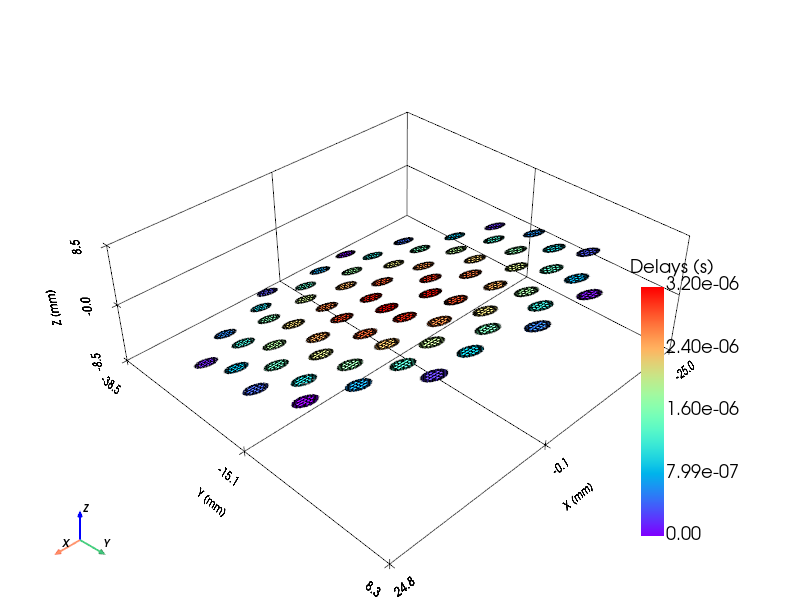 8.5
-0.0
-8.5
Z (mm)
-38.5
-15.1
8.3
Y (mm)
24.8
-0.1
-25.0
X (mm)
Delays (s)
3.20e-06
2.40e-06
1.60e-06
7.99e-07
0.00
Z
X
Y